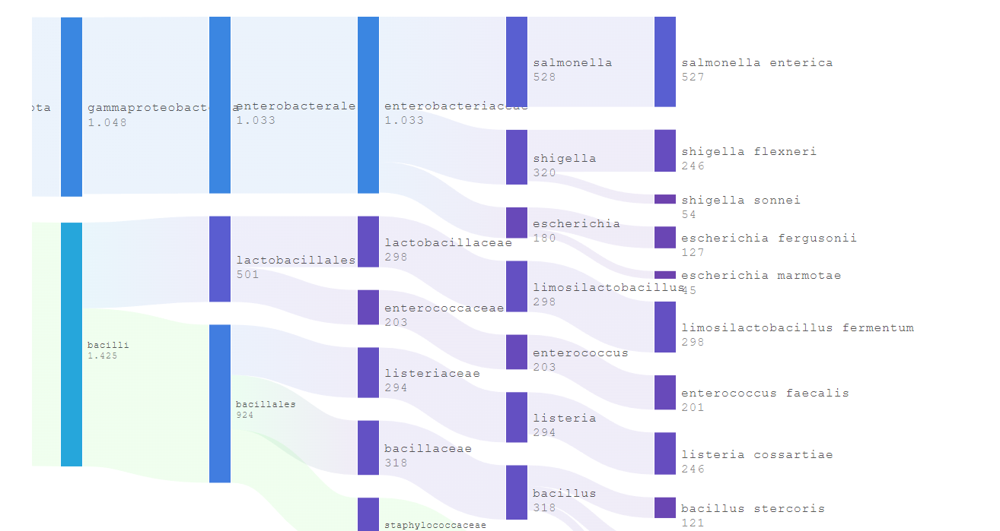 ota
gammaproteobacteria
1.048
enterobacterale
1.033
enterobacteriaceae
1.033
salmonella
528
salmonella enterica
527
shigella
320
shigella flexneri
246
shigella sonnei
54
escherichia
180
escherichia fergusonii
127
escherichia marmotae
45
bacilli
1.425
lactobacillales
501
lactobacillaceae
298
limosilactobacillus
298
limosilactobacillus fermentum
298
enterococcaceae
203
enterococcus
203
enterococcus faecalis
201
bacillales
924
listeriaceae
294
listeria
294
listeria cossartiae
246
bacillaceae
318
bacillus
318
bacillus stercoris
121
staphylococcaceae